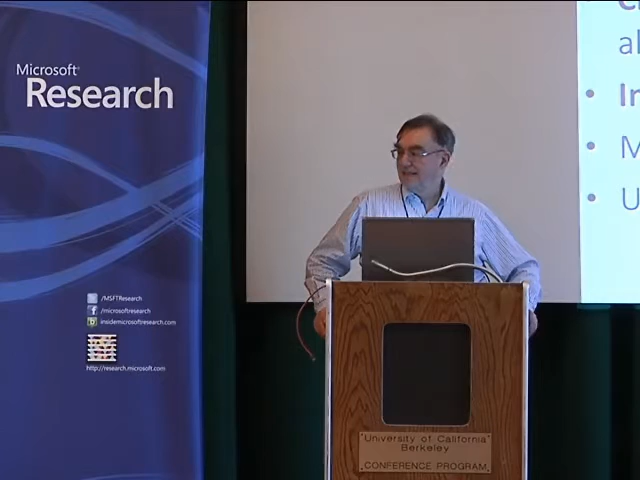 Microsoft®
Research
/MSFTResearch
/microsoftresearch
insidemicrosoftresearch.com
http://research.microsoft.com
University of California
Berkeley
CONFERENCE PROGRAM